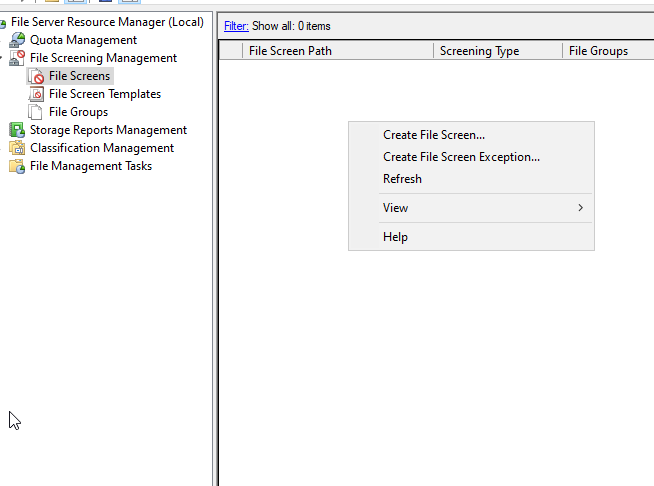 File Server Resource Manager (Local)
Quota Management
File Screening Management
File Screens
File Screen Templates
File Groups
Storage Reports Management
Classification Management
File Management Tasks
Filter: Show all: 0 items
File Screen Path Screening Type File Groups
Create File Screen...
Create File Screen Exception...
Refresh
View
Help